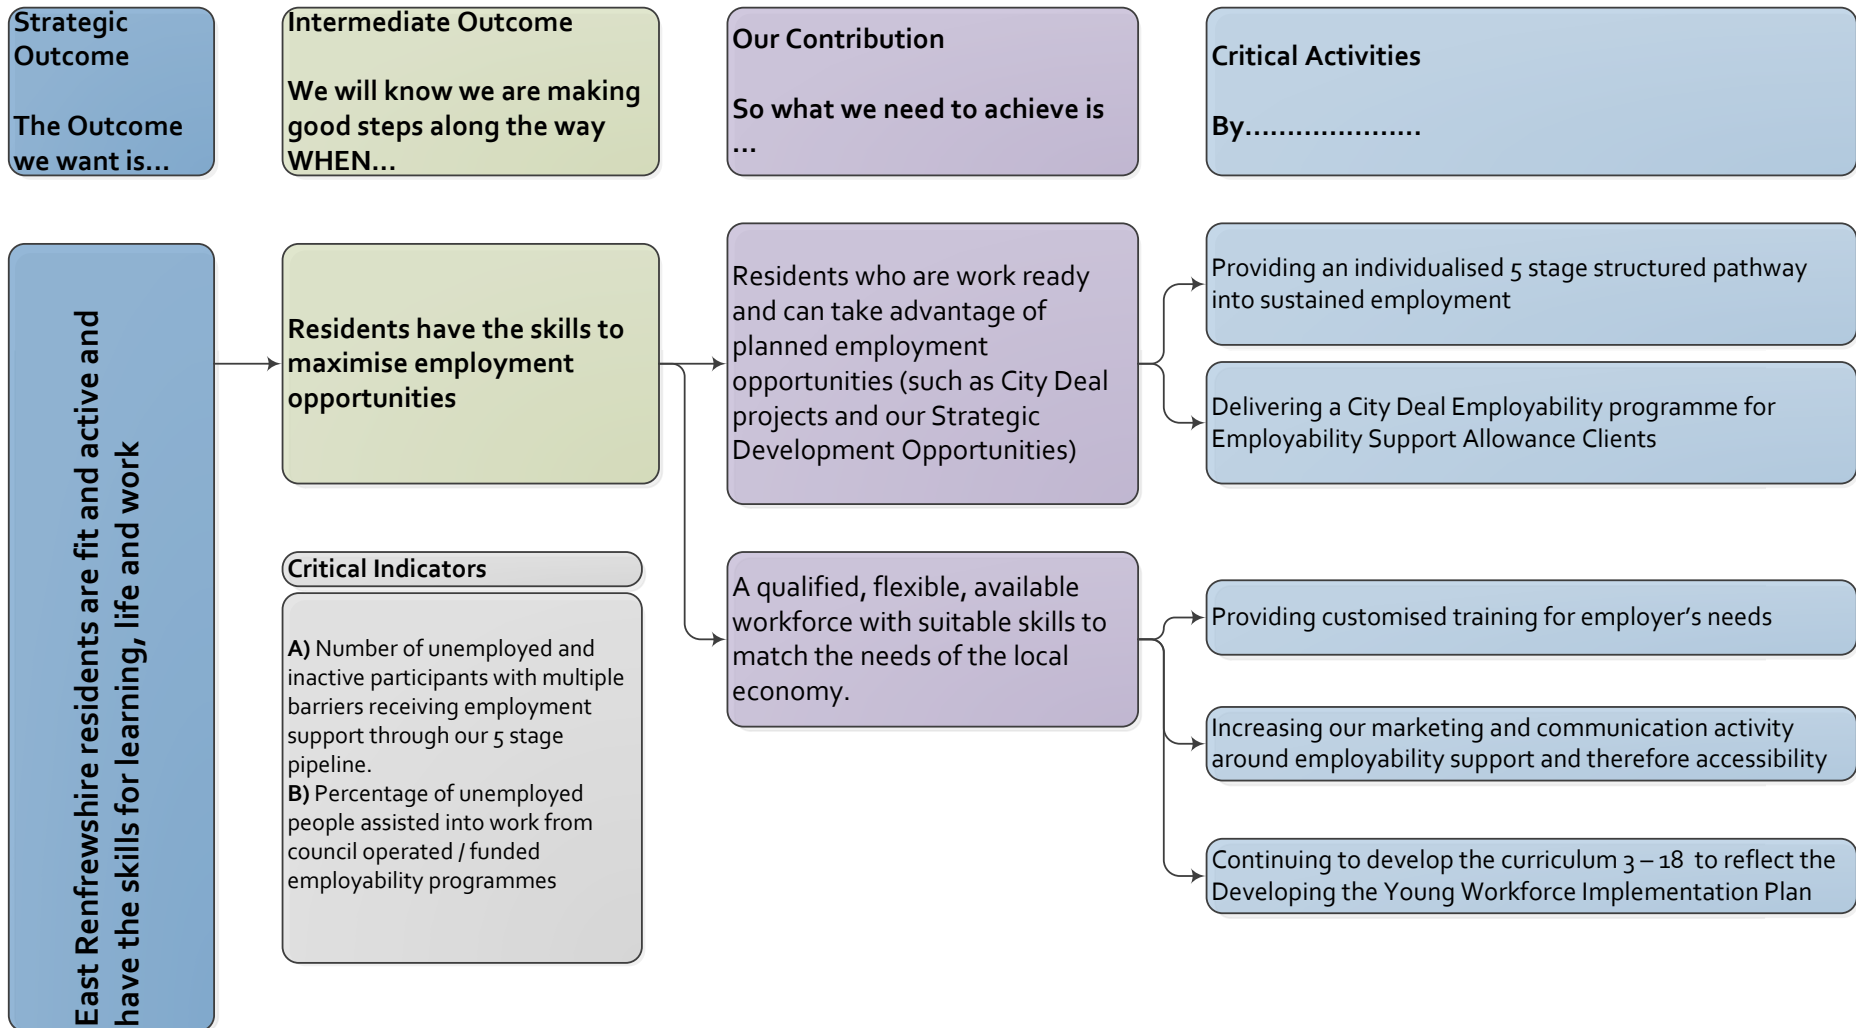 Strategic
Outcome
The Outcome
we want is...
Intermediate Outcome
We will know we are making
good steps along the way
WHEN...
Our Contribution
So what we need to achieve is
...
Critical Activities
By.....................
East Renfrewshire residents are fit and active and
have the skills for learning, life and work
Residents have the skills to
maximise employment
opportunities
Critical Indicators
A) Number of unemployed and
inactive participants with multiple
barriers receiving employment
support through our 5 stage
pipeline.
B) Percentage of unemployed
people assisted into work from
council operated / funded
employability programmes
Residents who are work ready
and can take advantage of
planned employment
opportunities (such as City Deal
projects and our Strategic
Development Opportunities)
A qualified, flexible, available
workforce with suitable skills to
match the needs of the local
economy.
Providing an individualised 5 stage structured pathway
into sustained employment
Delivering a City Deal Employability programme for
Employability Support Allowance Clients
Providing customised training for employer's needs
Increasing our marketing and communication activity
around employability support and therefore accessibility
Continuing to develop the curriculum 3 – 18 to reflect the
Developing the Young Workforce Implementation Plan